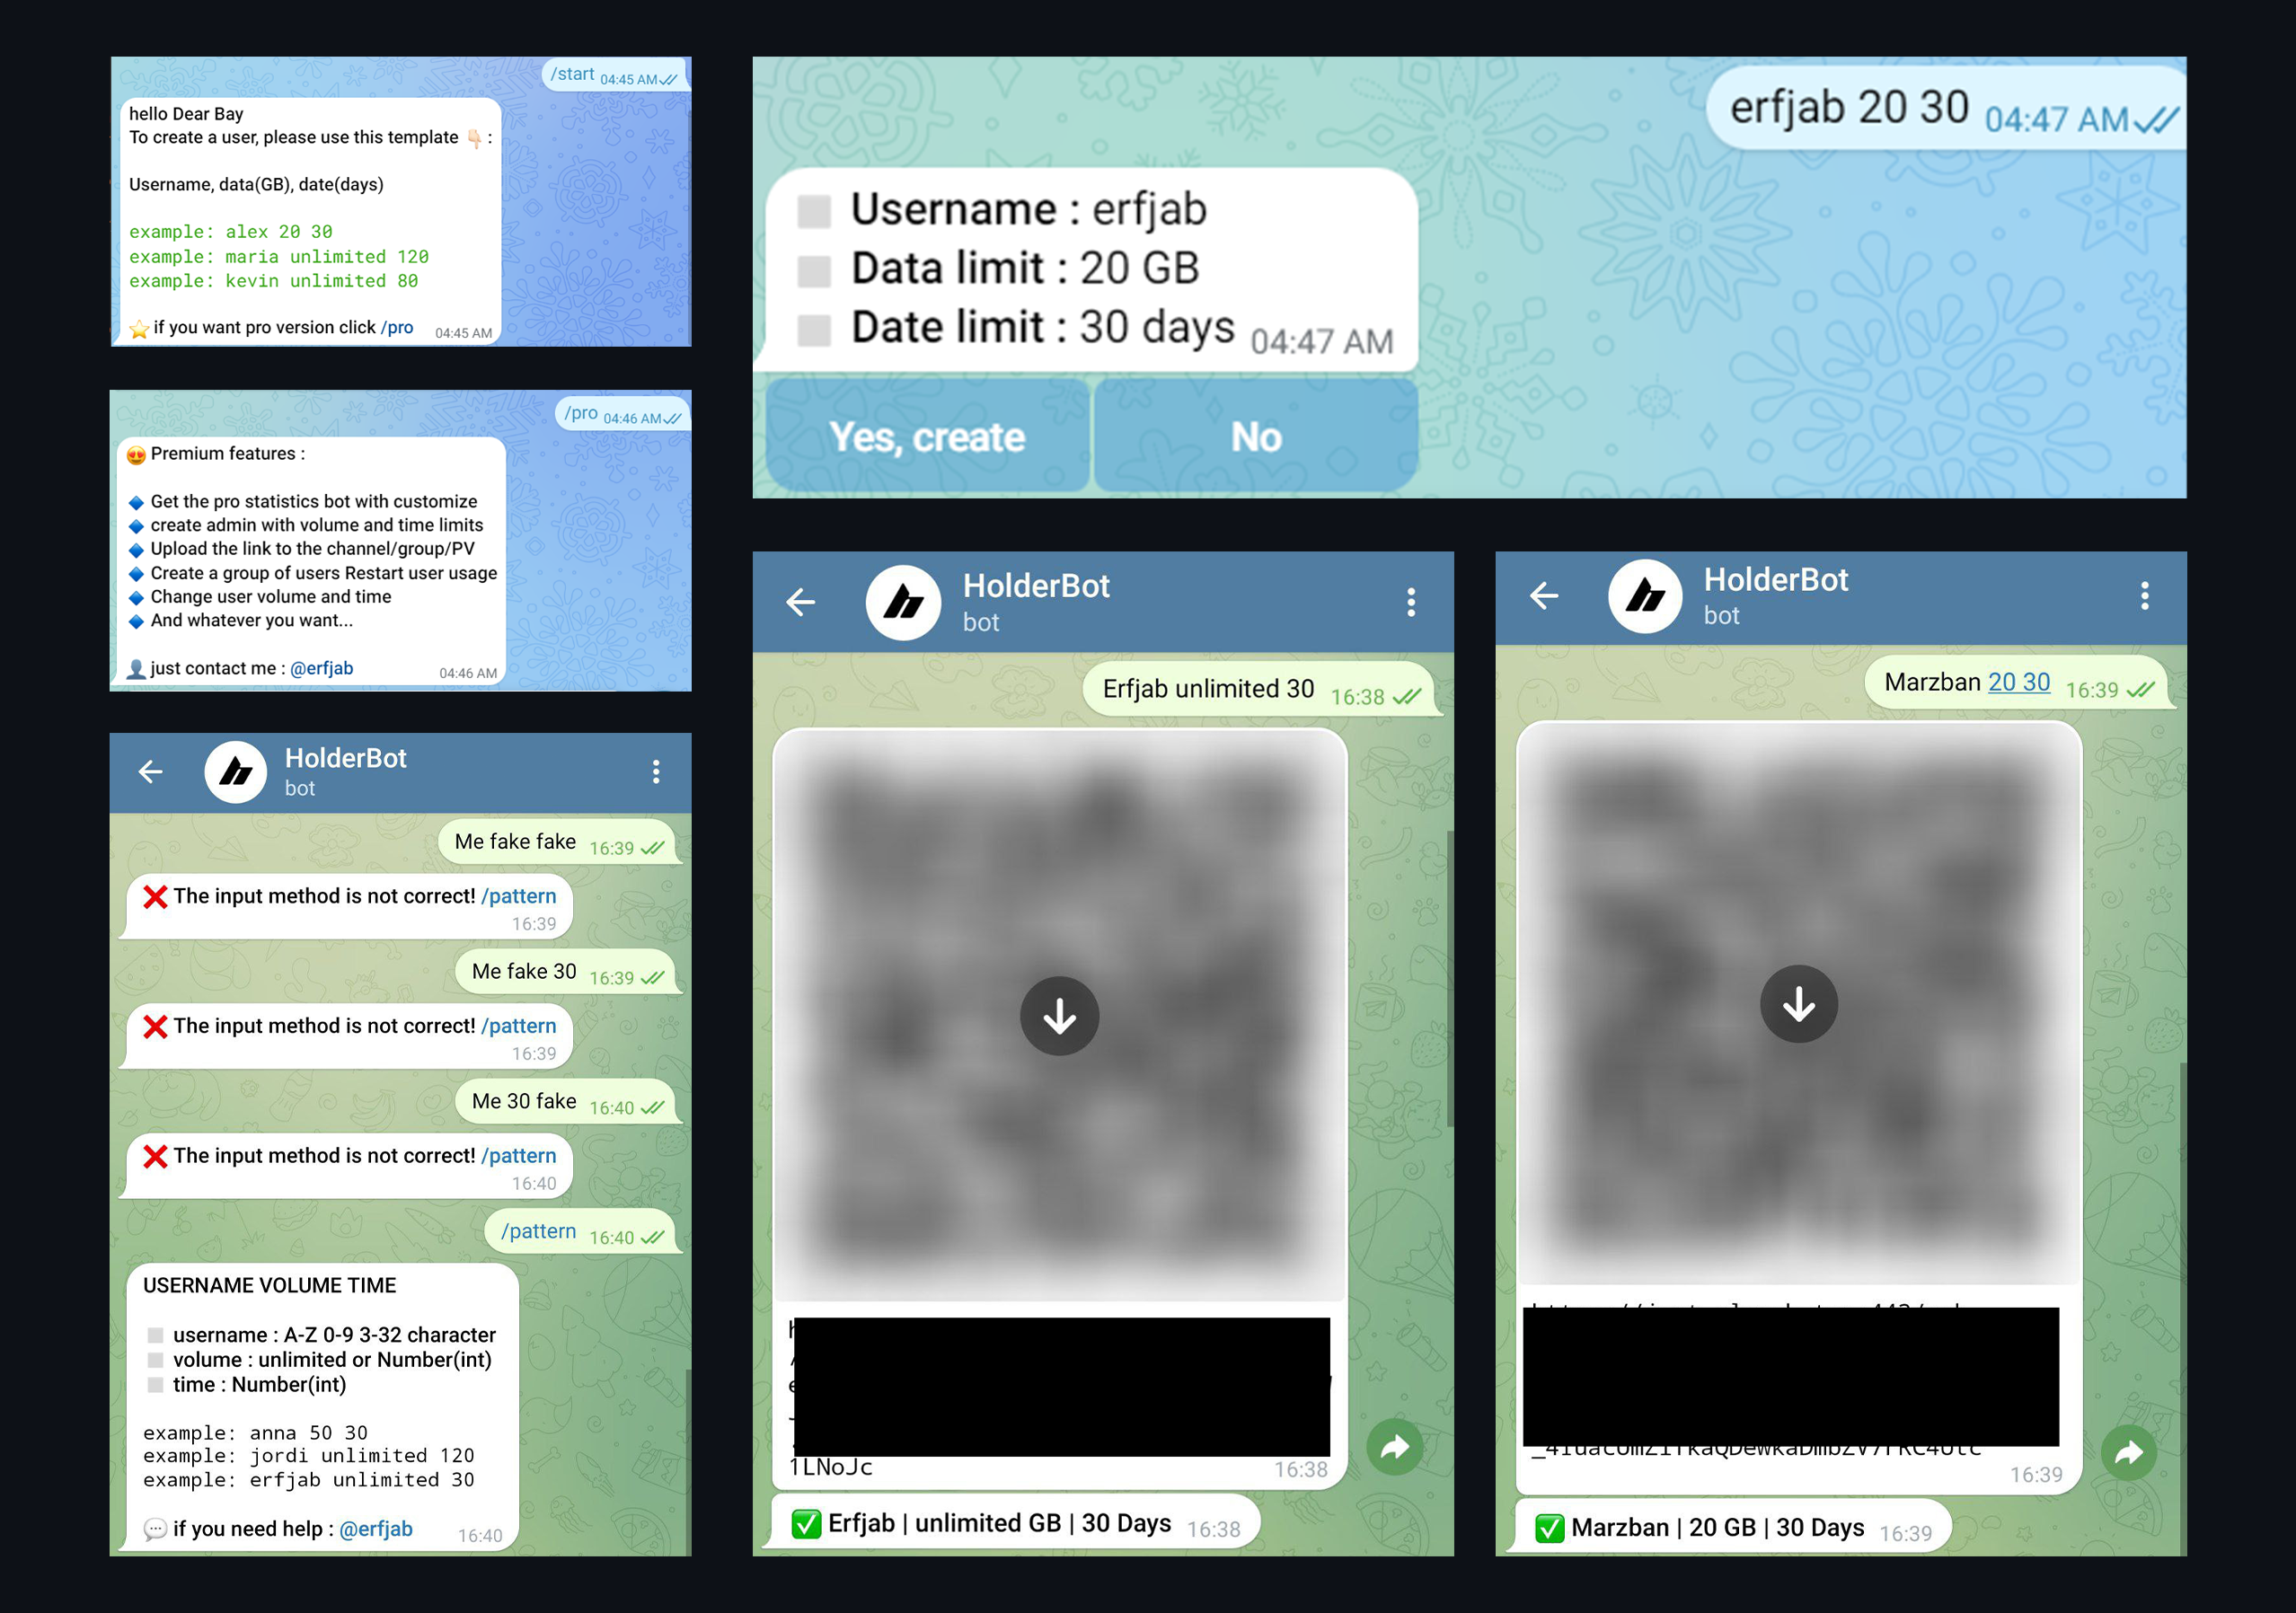 /start 04:45 AM
hello Dear Bay
To create a user, please use this template 👇🏻 :
Username, data(GB), date(days)
example: alex 20 30
example: maria unlimited 120
example: kevin unlimited 80
⭐ if you want pro version click /pro 04:45 AM
/pro 04:46 AM
😍 Premium features :
🔹 Get the pro statistics bot with customize
🔹 create admin with volume and time limits
🔹 Upload the link to the channel/group/PV
🔹 Create a group of users Restart user usage
🔹 Change user volume and time
🔹 And whatever you want...
👤 just contact me : @erfjab 04:46 AM
HolderBot
bot
Me fake fake 16:39
❌ The input method is not correct! /pattern
16:39
Me fake 30 16:39
❌ The input method is not correct! /pattern
16:39
Me 30 fake 16:40
❌ The input method is not correct! /pattern
16:40
/pattern 16:40
USERNAME VOLUME TIME
◽ username : A-Z 0-9 3-32 character
◽ volume : unlimited or Number(int)
◽ time : Number(int)
example: anna 50 30
example: jordi unlimited 120
example: erfjab unlimited 30
💬 if you need help : @erfjab 16:40
erfjab 20 30 04:47 AM
◽ Username : erfjab
◽ Data limit : 20 GB
◽ Date limit : 30 days 04:47 AM
Yes, create No
HolderBot
bot
Erfjab unlimited 30 16:38
1LNoJc 16:38
✅ Erfjab | unlimited GB | 30 Days 16:38
HolderBot
bot
Marzban 20 30 16:39
16:39
✅ Marzban | 20 GB | 30 Days 16:39